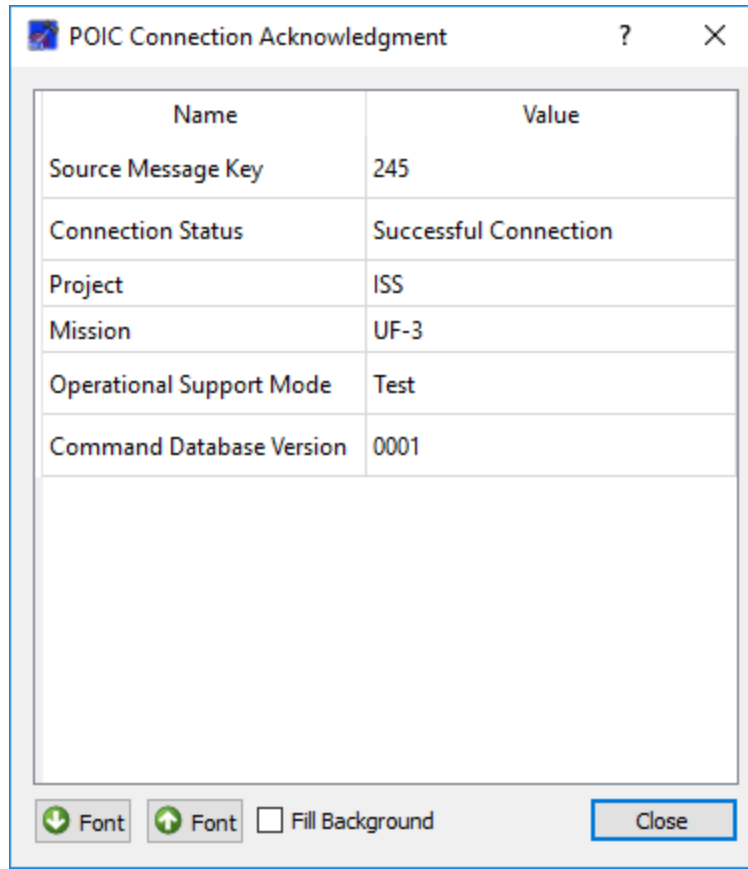 POIC Connection Acknowledgment ?
Name Value
Source Message Key 245
Connection Status Successful Connection
Project ISS
Mission UF-3
Operational Support Mode Test
Command Database Version 0001
Font Font Fill Background Close